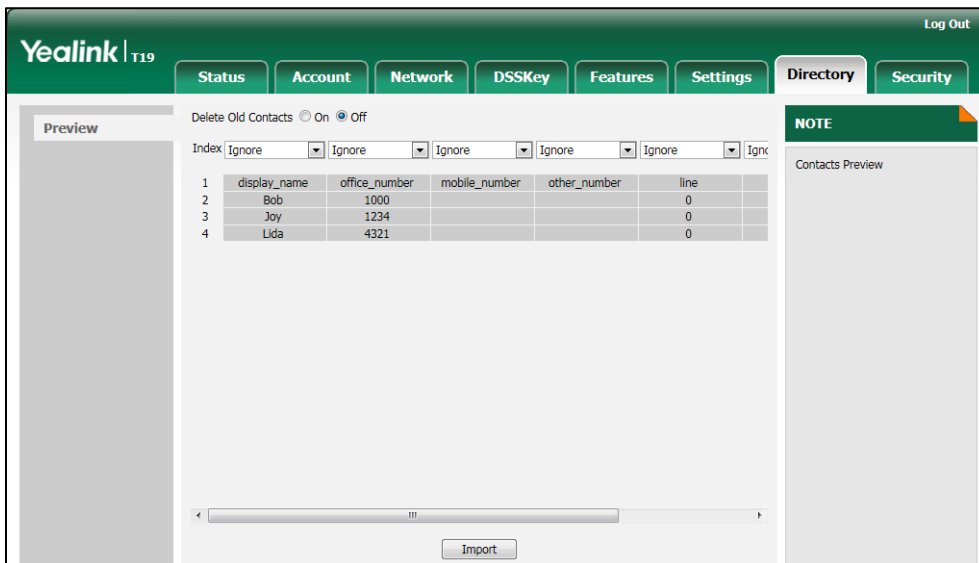 Log Out
Yealink | T19
Status Account Network DSSKey Features Settings Directory Security
Preview
Delete Old Contacts On Off
NOTE
Index Ignore Ignore Ignore Ignore Ignore
Contacts Preview
1 display_name office_number mobile_number other_number line
2 Bob 1000 0
3 Joy 1234 0
4 Lida 4321 0
Import